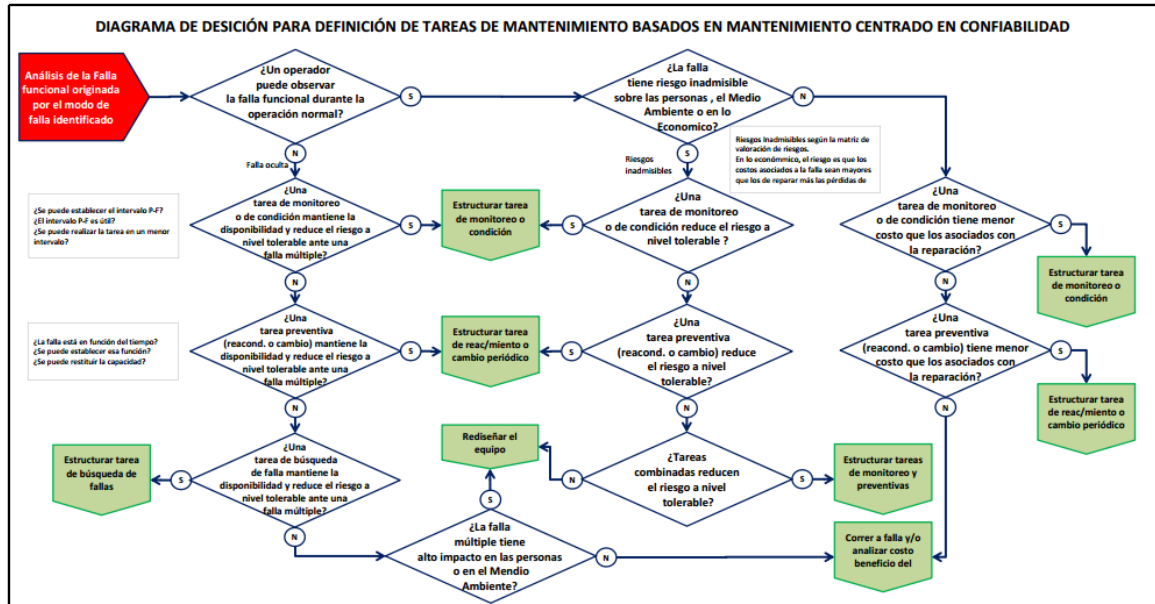 DIAGRAMA DE DESICIÓN PARA DEFINICIÓN DE TAREAS DE MANTENIMIENTO BASADOS EN MANTENIMIENTO CENTRADO EN CONFIABILIDAD
Análisis de la Falla
funcional originada
por el modo de
falla identificado
¿Un operador
puede observar
la falla funcional durante la
operación normal?
S
¿La falla
tiene riesgo inadmisible
sobre las personas , el Medio
Ambiente o en lo
Economico?
N
N
Falla oculta
S
Riesgos
inadmisibles
Riesgos Inadmisibles según la matriz de
valoración de riesgos.
En lo económmico, el riesgo es que los
costos asociados a la falla sean mayores
que los de reparar más las pérdidas de
¿Se puede establecer el intervalo P-F?
¿El intervalo P-F es útil?
¿Se puede realizar la tarea en un menor
intervalo?
¿Una
tarea de monitoreo
o de condición mantiene la
disponibilidad y reduce el riesgo a
nivel tolerable ante una
falla múltiple?
S
Estructurar tarea
de monitoreo o
condición
S
¿Una
tarea de monitoreo
o de condición reduce el riesgo a
nivel tolerable ?
¿Una
tarea de monitoreo
o de condición tiene menor
costo que los asociados con
la reparación?
S
Estructurar tarea
de monitoreo o
condición
N
N
N
¿La falla está en función del tiempo?
¿Se puede establecer esa función?
¿Se puede restituir la capacidad?
¿Una
tarea preventiva
(reacond. o cambio) mantiene la
disponibilidad y reduce el riesgo a
nivel tolerable ante una
falla múltiple?
S
Estructurar tarea
de reac/miento o
cambio periódico
S
¿Una
tarea preventiva
(reacond. o cambio) reduce
el riesgo a nivel
tolerable?
¿Una
tarea preventiva
(reacond. o cambio) tiene menor
costo que los asociados con
la reparación?
S
Estructurar tarea
de reac/miento o
cambio periódico
N
N
N
Estructurar tarea
de búsqueda de
fallas
S
¿Una
tarea de búsqueda
de falla mantiene la
disponibilidad y reduce el riesgo a
nivel tolerable ante una
falla múltiple?
Rediseñar el
equipo
N
¿Tareas
combinadas reducen
el riesgo a nivel
tolerable?
S
Estructurar tareas
de monitoreo y
preventivas
S
N
¿La falla
múltiple tiene
alto impacto en las personas
o en el Mendio
Ambiente?
N
Correr a falla y/o
analizar costo
beneficio del